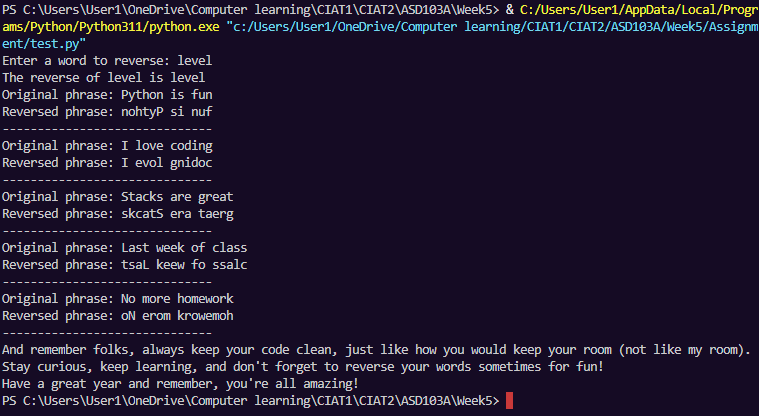 PS C:\Users\User1\OneDrive\Computer learning\CIAT1\CIAT2\ASD103A\Week5> & C:/Users/User1/AppData/Local/Progr
ams/Python/Python311/python.exe "c:/Users/User1/OneDrive/Computer learning/CIAT1/CIAT2/ASD103A/Week5/Assignm
ent/test.py"
Enter a word to reverse: level
The reverse of level is level
Original phrase: Python is fun
Reversed phrase: nohtyP si nuf
------------------------------
Original phrase: I love coding
Reversed phrase: I evol gnidoc
------------------------------
Original phrase: Stacks are great
Reversed phrase: skcatS era taerg
------------------------------
Original phrase: Last week of class
Reversed phrase: tsaL keew fo ssalc
------------------------------
Original phrase: No more homework
Reversed phrase: oN erom krowemoh
------------------------------
And remember folks, always keep your code clean, just like how you would keep your room (not like my room).
Stay curious, keep learning, and don't forget to reverse your words sometimes for fun!
Have a great year and remember, you're all amazing!
PS C:\Users\User1\OneDrive\Computer learning\CIAT1\CIAT2\ASD103A\Week5>